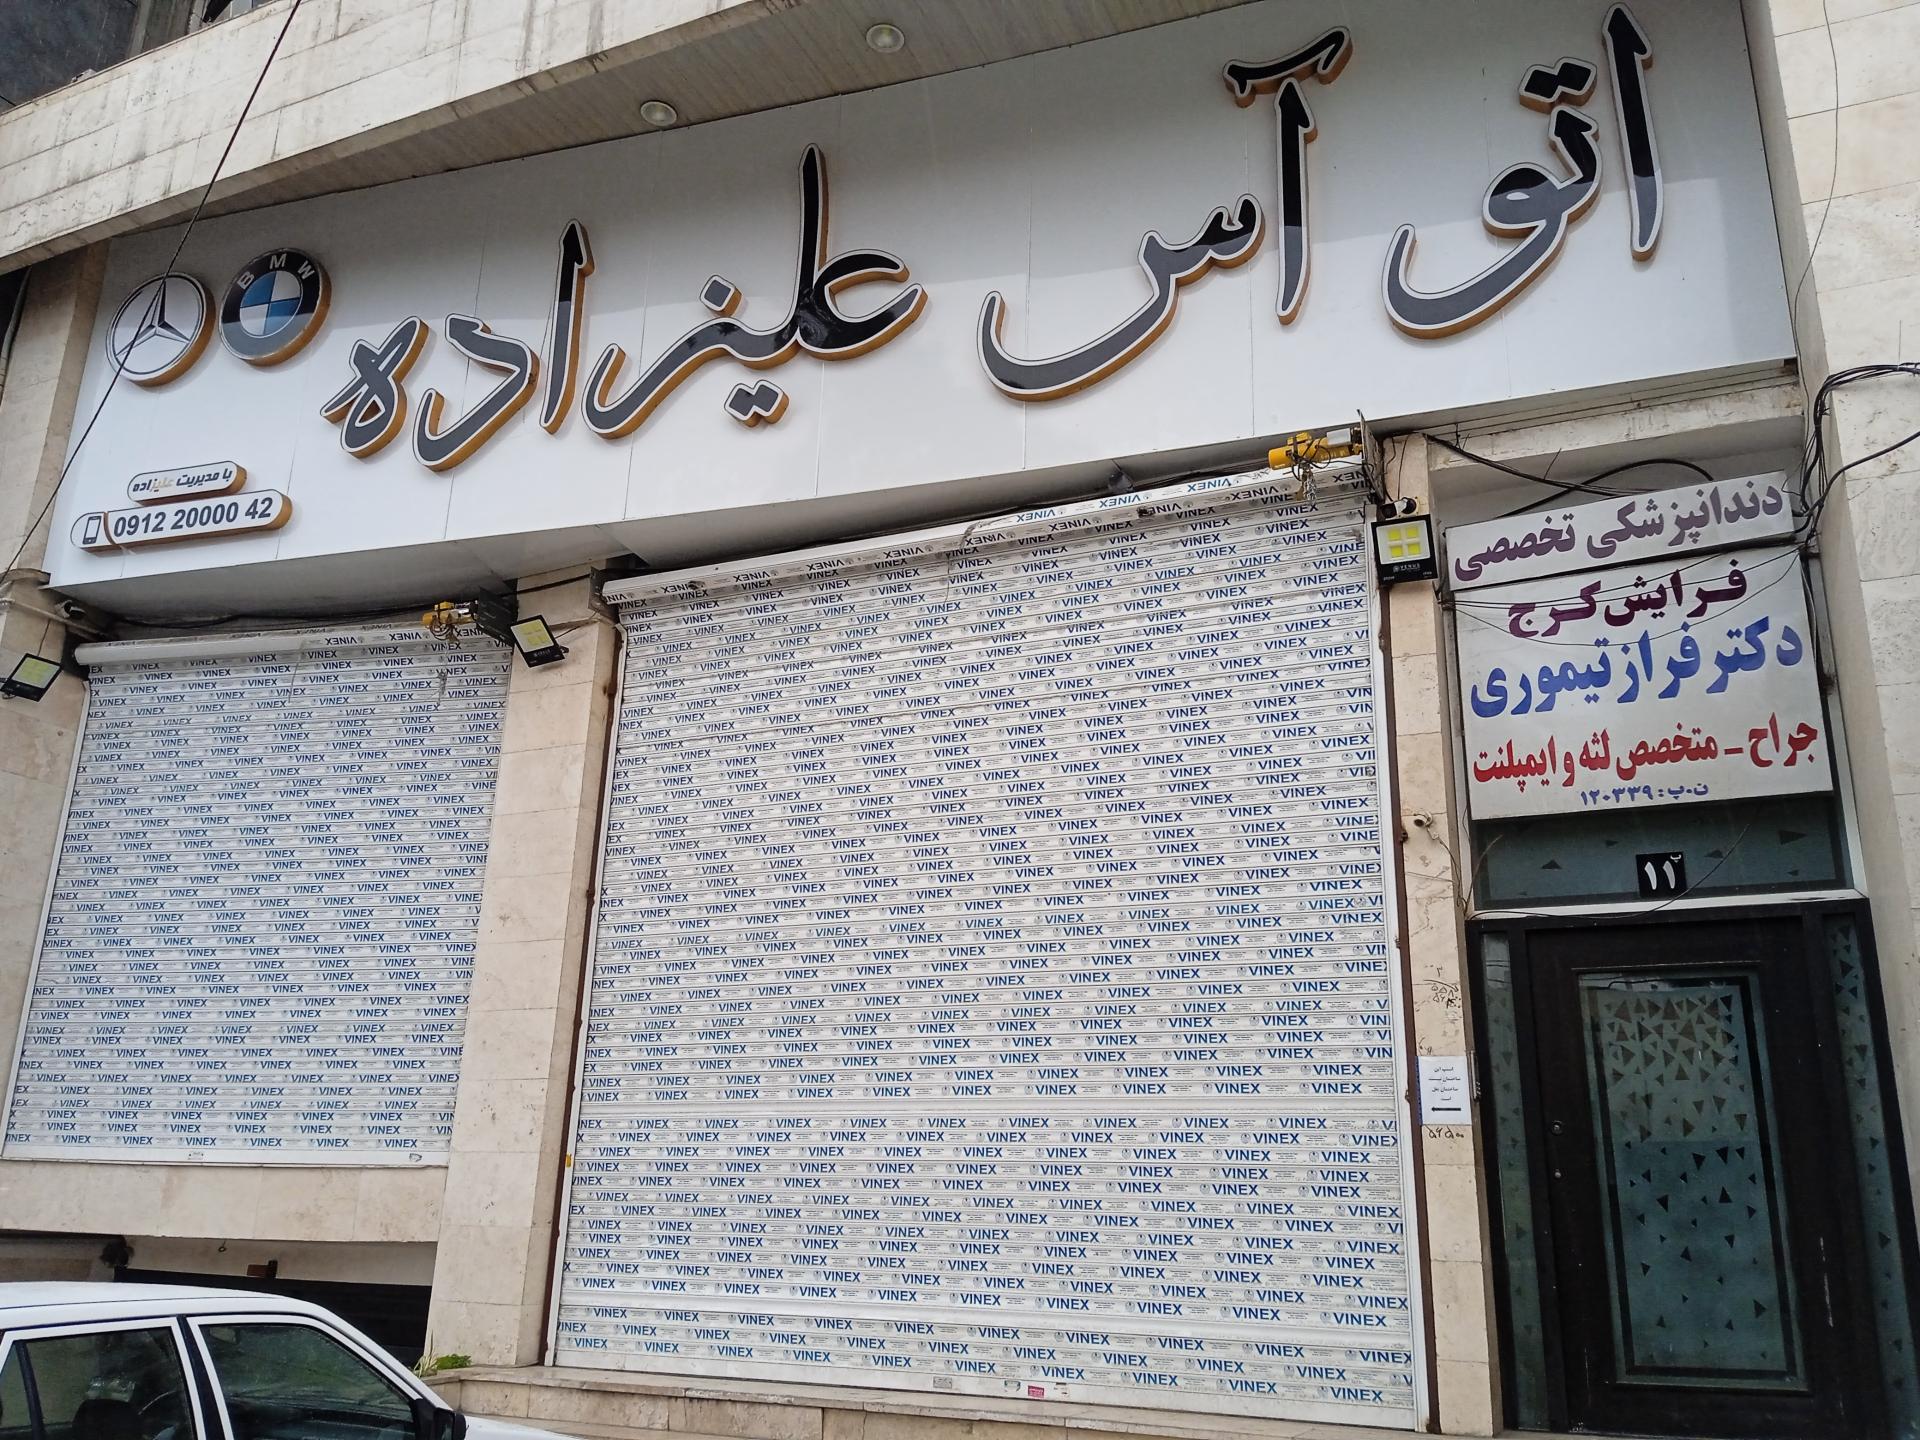 اتو آس علیزاده
BMW
با مدیریت علیزاده
0912 20000 42
VINEX
دندانپزشکی تخصصی
فرایش کرج
دکتر فراز تیموری
جراح - متخصص لثه و ایمپلنت
ن.پ: ۱۲۰۳۳۹
۱۱